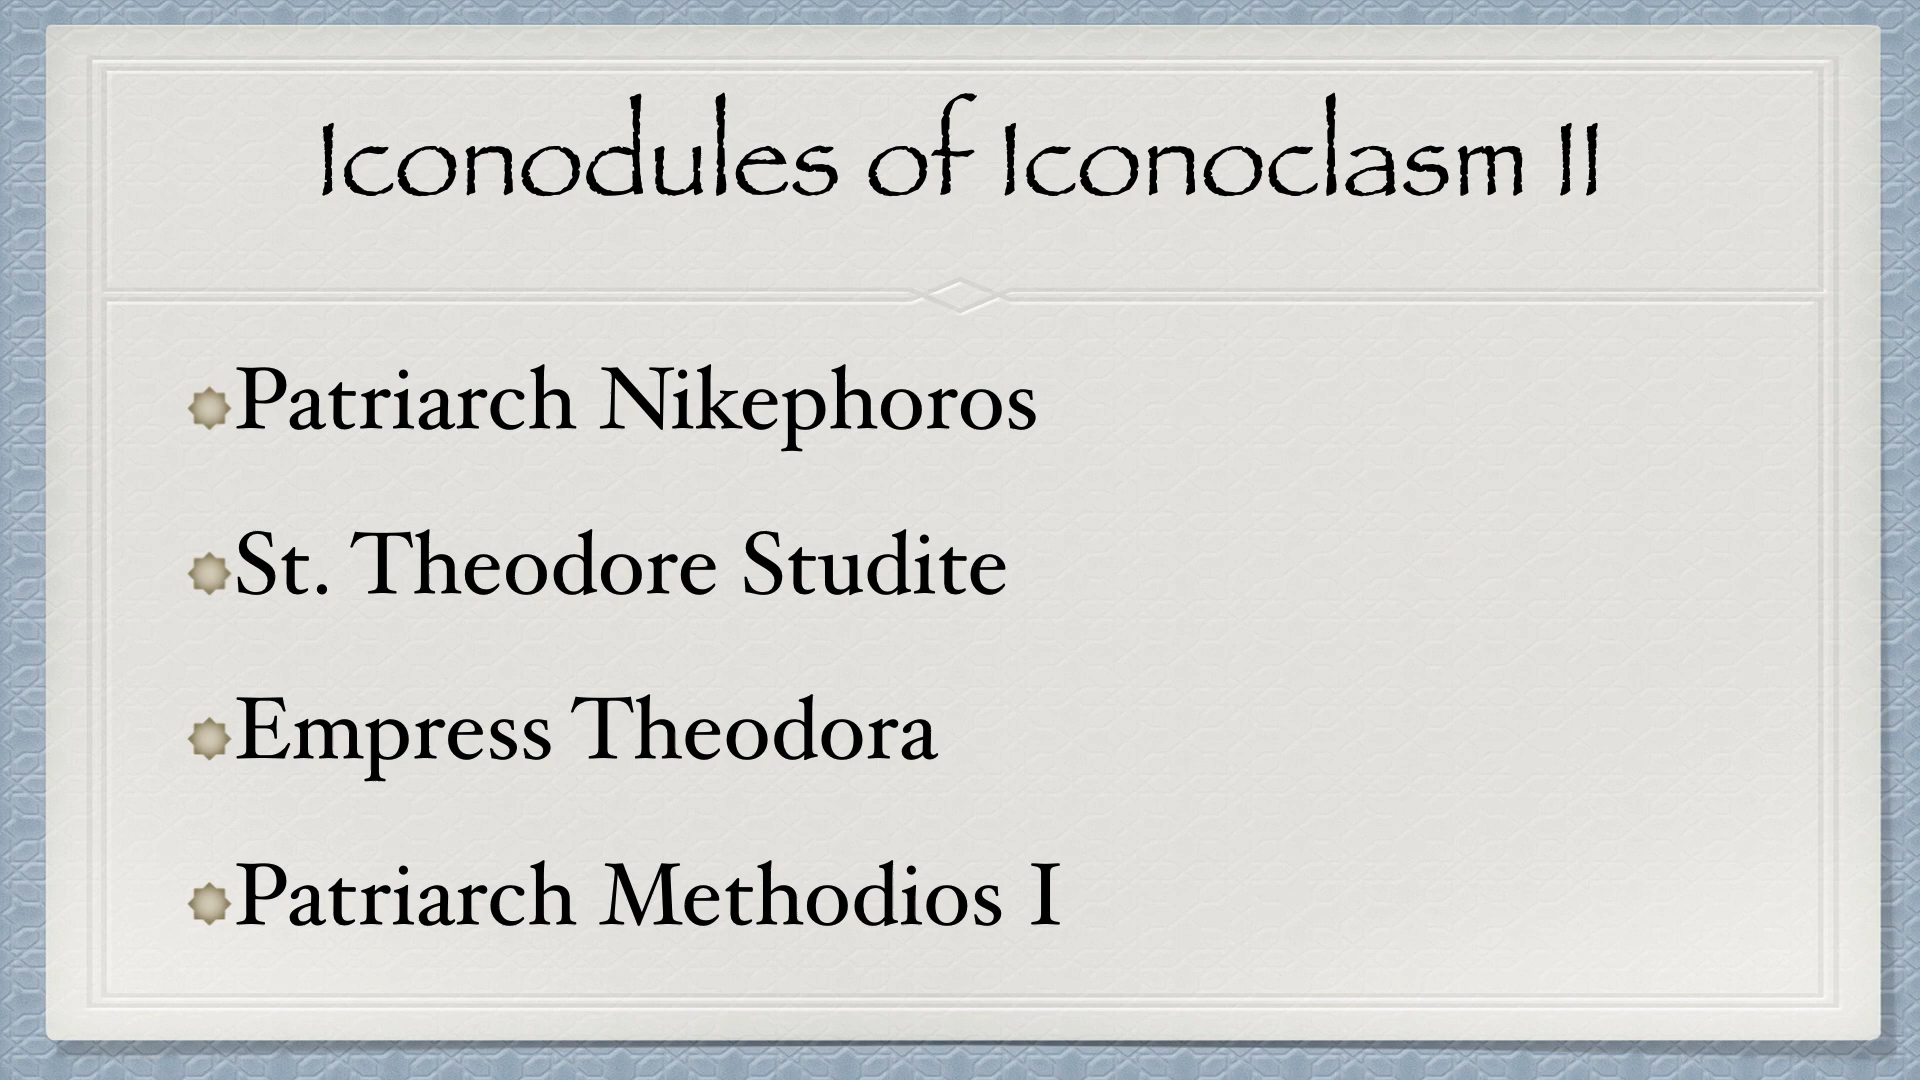 Iconodules of Iconoclasm II
Patriarch Nikephoros
St. Theodore Studite
Empress Theodora
Patriarch Methodios I